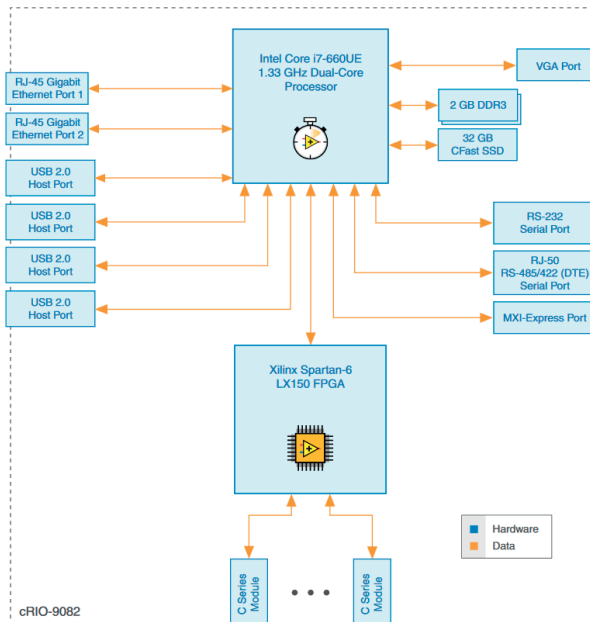 Intel Core i7-660UE
1.33 GHz Dual-Core
Processor
RJ-45 Gigabit
Ethernet Port 1
RJ-45 Gigabit
Ethernet Port 2
USB 2.0
Host Port
USB 2.0
Host Port
USB 2.0
Host Port
USB 2.0
Host Port
VGA Port
2 GB DDR3
32 GB
CFast SSD
RS-232
Serial Port
RJ-50
RS-485/422 (DTE)
Serial Port
MXI-Express Port
Xilinx Spartan-6
LX150 FPGA
Hardware
Data
C Series
Module
C Series
Module
cRIO-9082